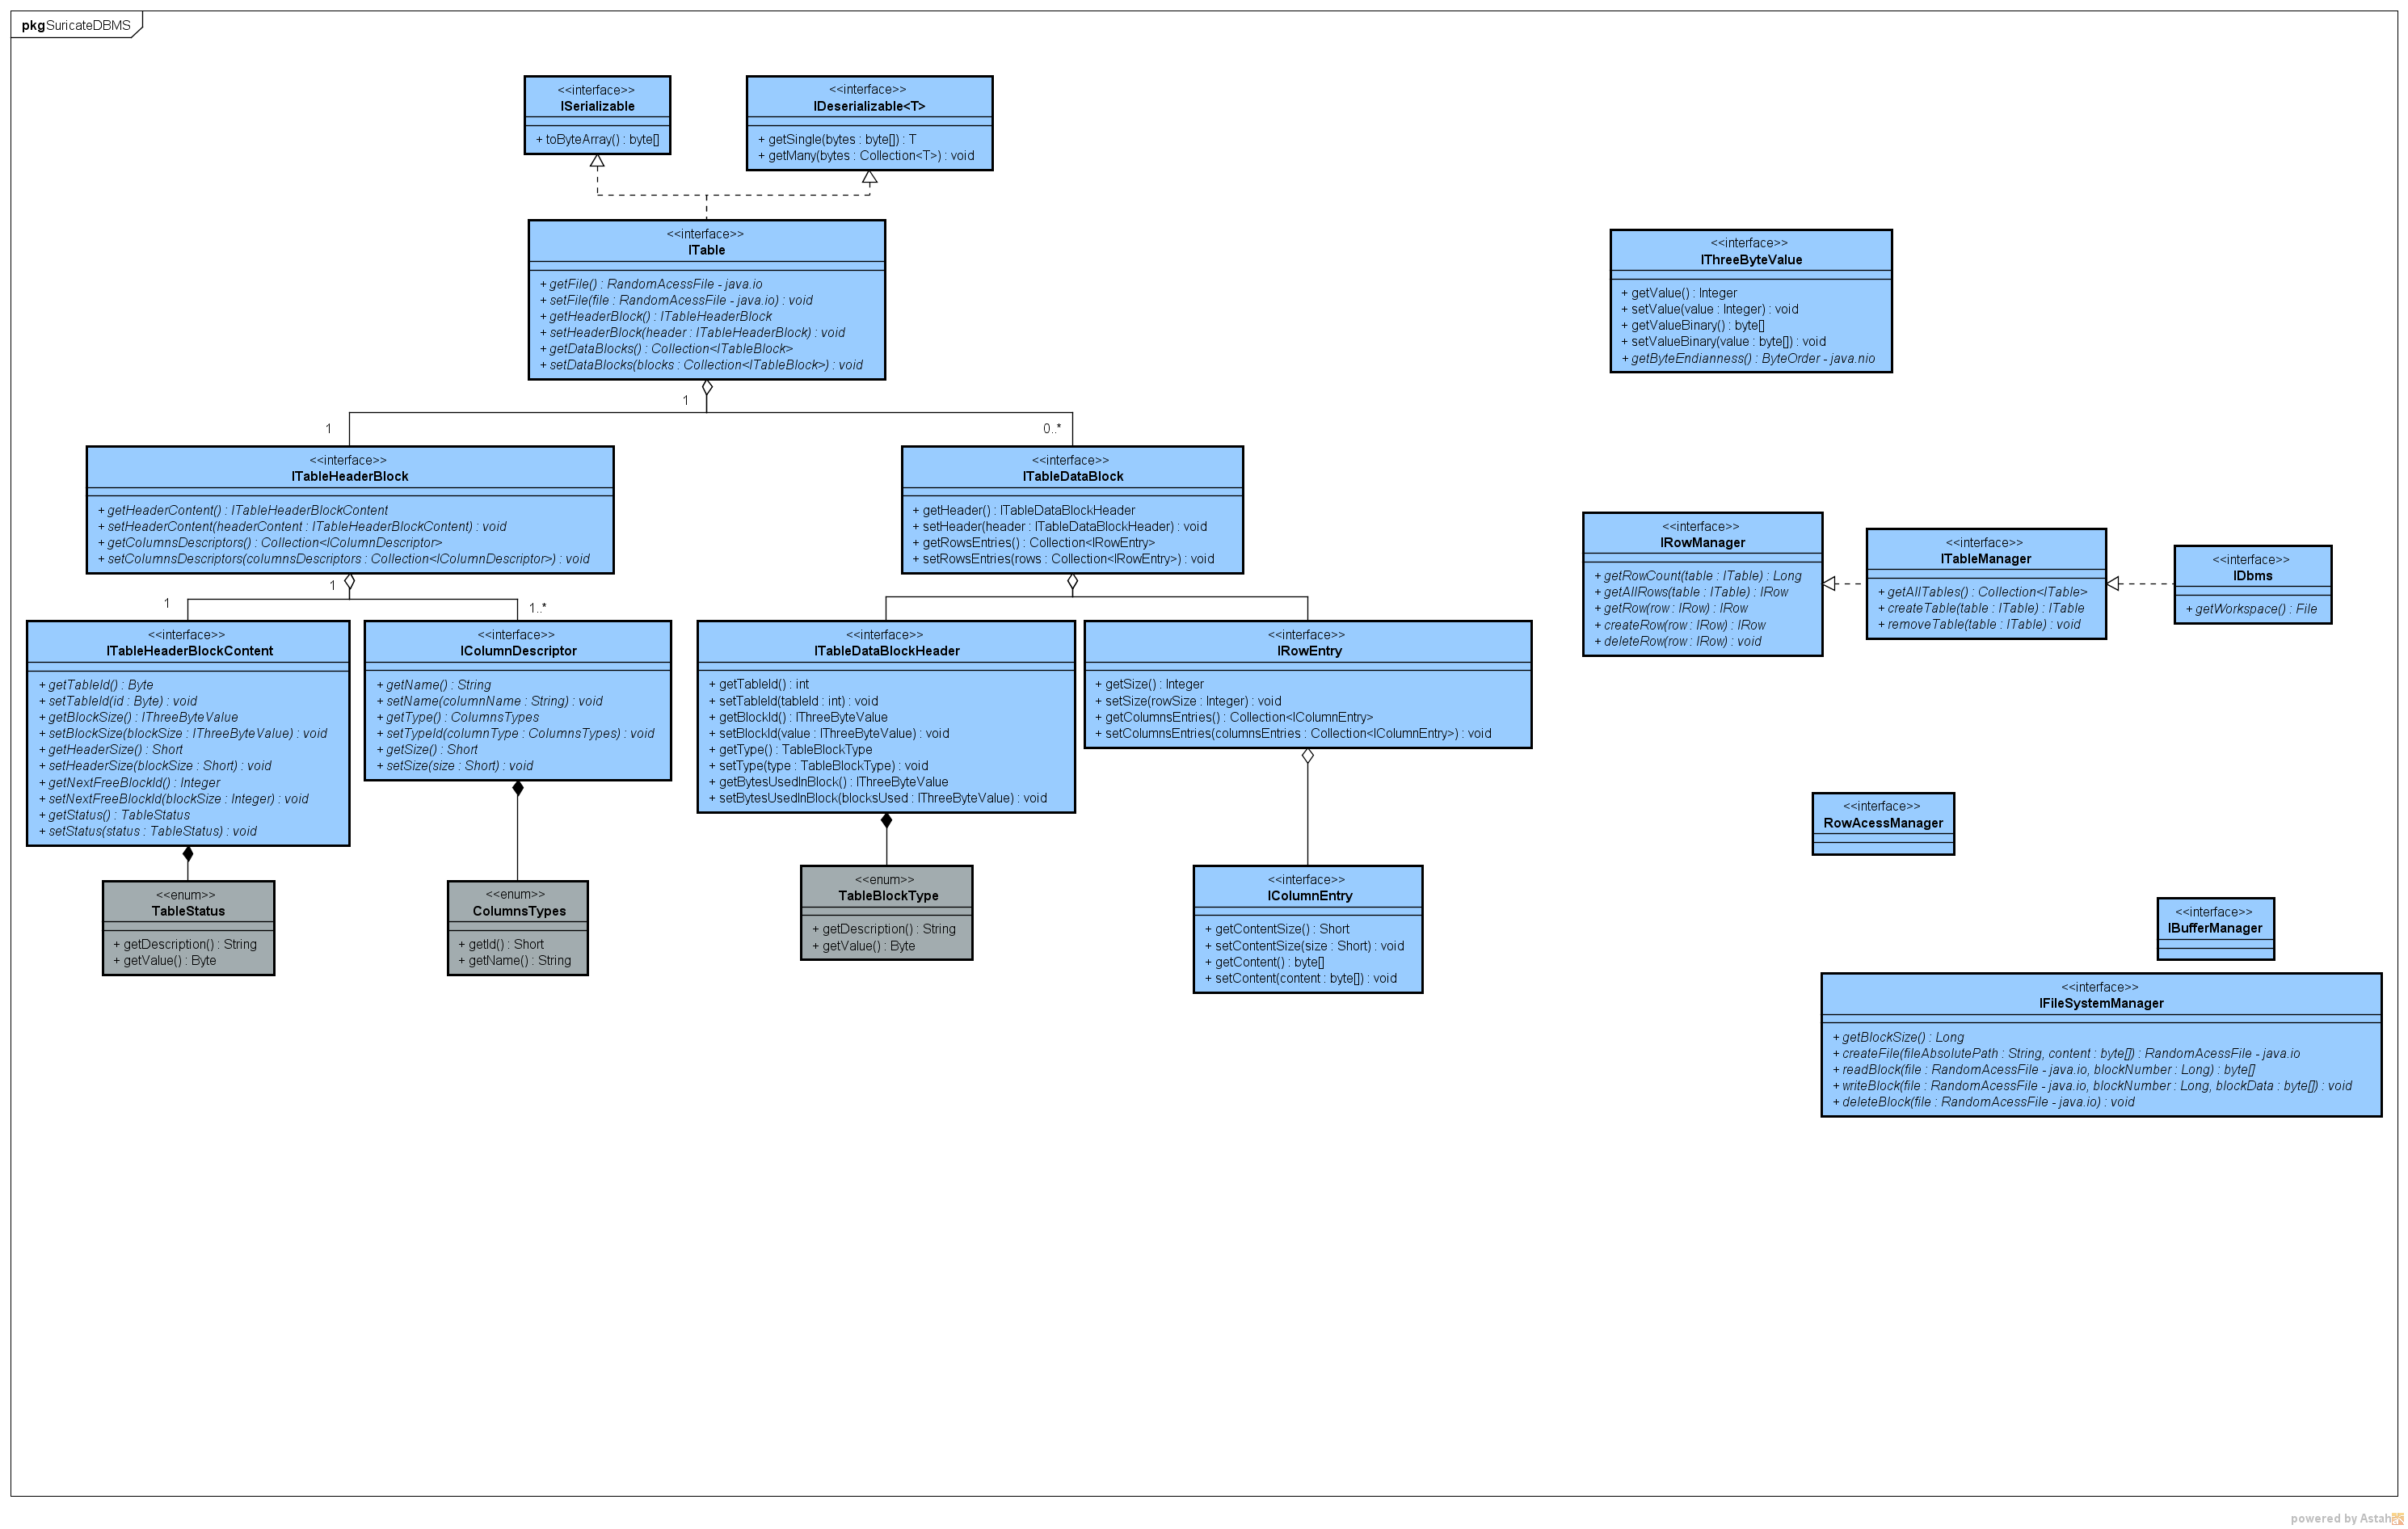 pkg SuricateDBMS
<<interface>>
ISerializable
+ toByteArray() : byte[]
<<interface>>
IDeserializable<T>
+ getSingle(bytes : byte[]) : T
+ getMany(bytes : Collection<T>) : void
<<interface>>
ITable
+ getFile() : RandomAcessFile - java.io
+ setFile(file : RandomAcessFile - java.io) : void
+ getHeaderBlock() : ITableHeaderBlock
+ setHeaderBlock(header : ITableHeaderBlock) : void
+ getDataBlocks() : Collection<ITableBlock>
+ setDataBlocks(blocks : Collection<ITableBlock>) : void
<<interface>>
IThreeByteValue
+ getValue() : Integer
+ setValue(value : Integer) : void
+ getValueBinary() : byte[]
+ setValueBinary(value : byte[]) : void
+ getByteEndianness() : ByteOrder - java.nio
1
1
0..*
<<interface>>
ITableHeaderBlock
+ getHeaderContent() : ITableHeaderBlockContent
+ setHeaderContent(headerContent : ITableHeaderBlockContent) : void
+ getColumnsDescriptors() : Collection<IColumnDescriptor>
+ setColumnsDescriptors(columnsDescriptors : Collection<IColumnDescriptor>) : void
<<interface>>
ITableDataBlock
+ getHeader() : ITableDataBlockHeader
+ setHeader(header : ITableDataBlockHeader) : void
+ getRowsEntries() : Collection<IRowEntry>
+ setRowsEntries(rows : Collection<IRowEntry>) : void
<<interface>>
IRowManager
+ getRowCount(table : ITable) : Long
+ getAllRows(table : ITable) : IRow
+ getRow(row : IRow) : IRow
+ createRow(row : IRow) : IRow
+ deleteRow(row : IRow) : void
<<interface>>
ITableManager
+ getAllTables() : Collection<ITable>
+ createTable(table : ITable) : ITable
+ removeTable(table : ITable) : void
<<interface>>
IDbms
+ getWorkspace() : File
1
1
1..*
<<interface>>
ITableHeaderBlockContent
+ getTableId() : Byte
+ setTableId(id : Byte) : void
+ getBlockSize() : IThreeByteValue
+ setBlockSize(blockSize : IThreeByteValue) : void
+ getHeaderSize() : Short
+ setHeaderSize(blockSize : Short) : void
+ getNextFreeBlockId() : Integer
+ setNextFreeBlockId(blockSize : Integer) : void
+ getStatus() : TableStatus
+ setStatus(status : TableStatus) : void
<<interface>>
IColumnDescriptor
+ getName() : String
+ setName(columnName : String) : void
+ getType() : ColumnsTypes
+ setTypeId(columnType : ColumnsTypes) : void
+ getSize() : Short
+ setSize(size : Short) : void
<<interface>>
ITableDataBlockHeader
+ getTableId() : int
+ setTableId(tableId : int) : void
+ getBlockId() : IThreeByteValue
+ setBlockId(value : IThreeByteValue) : void
+ getType() : TableBlockType
+ setType(type : TableBlockType) : void
+ getBytesUsedInBlock() : IThreeByteValue
+ setBytesUsedInBlock(blocksUsed : IThreeByteValue) : void
<<interface>>
IRowEntry
+ getSize() : Integer
+ setSize(rowSize : Integer) : void
+ getColumnsEntries() : Collection<IColumnEntry>
+ setColumnsEntries(columnsEntries : Collection<IColumnEntry>) : void
<<interface>>
RowAcessManager
<<enum>>
TableStatus
+ getDescription() : String
+ getValue() : Byte
<<enum>>
ColumnsTypes
+ getId() : Short
+ getName() : String
<<enum>>
TableBlockType
+ getDescription() : String
+ getValue() : Byte
<<interface>>
IColumnEntry
+ getContentSize() : Short
+ setContentSize(size : Short) : void
+ getContent() : byte[]
+ setContent(content : byte[]) : void
<<interface>>
IBufferManager
<<interface>>
IFileSystemManager
+ getBlockSize() : Long
+ createFile(fileAbsolutePath : String, content : byte[]) : RandomAcessFile - java.io
+ readBlock(file : RandomAcessFile - java.io, blockNumber : Long) : byte[]
+ writeBlock(file : RandomAcessFile - java.io, blockNumber : Long, blockData : byte[]) : void
+ deleteBlock(file : RandomAcessFile - java.io) : void
powered by Astah